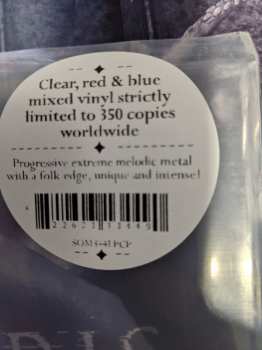 Clear, red & blue
mixed vinyl strictly
limited to 350 copies
worldwide
Progressive extreme melodic metal
with a folk edge, unique and intense!